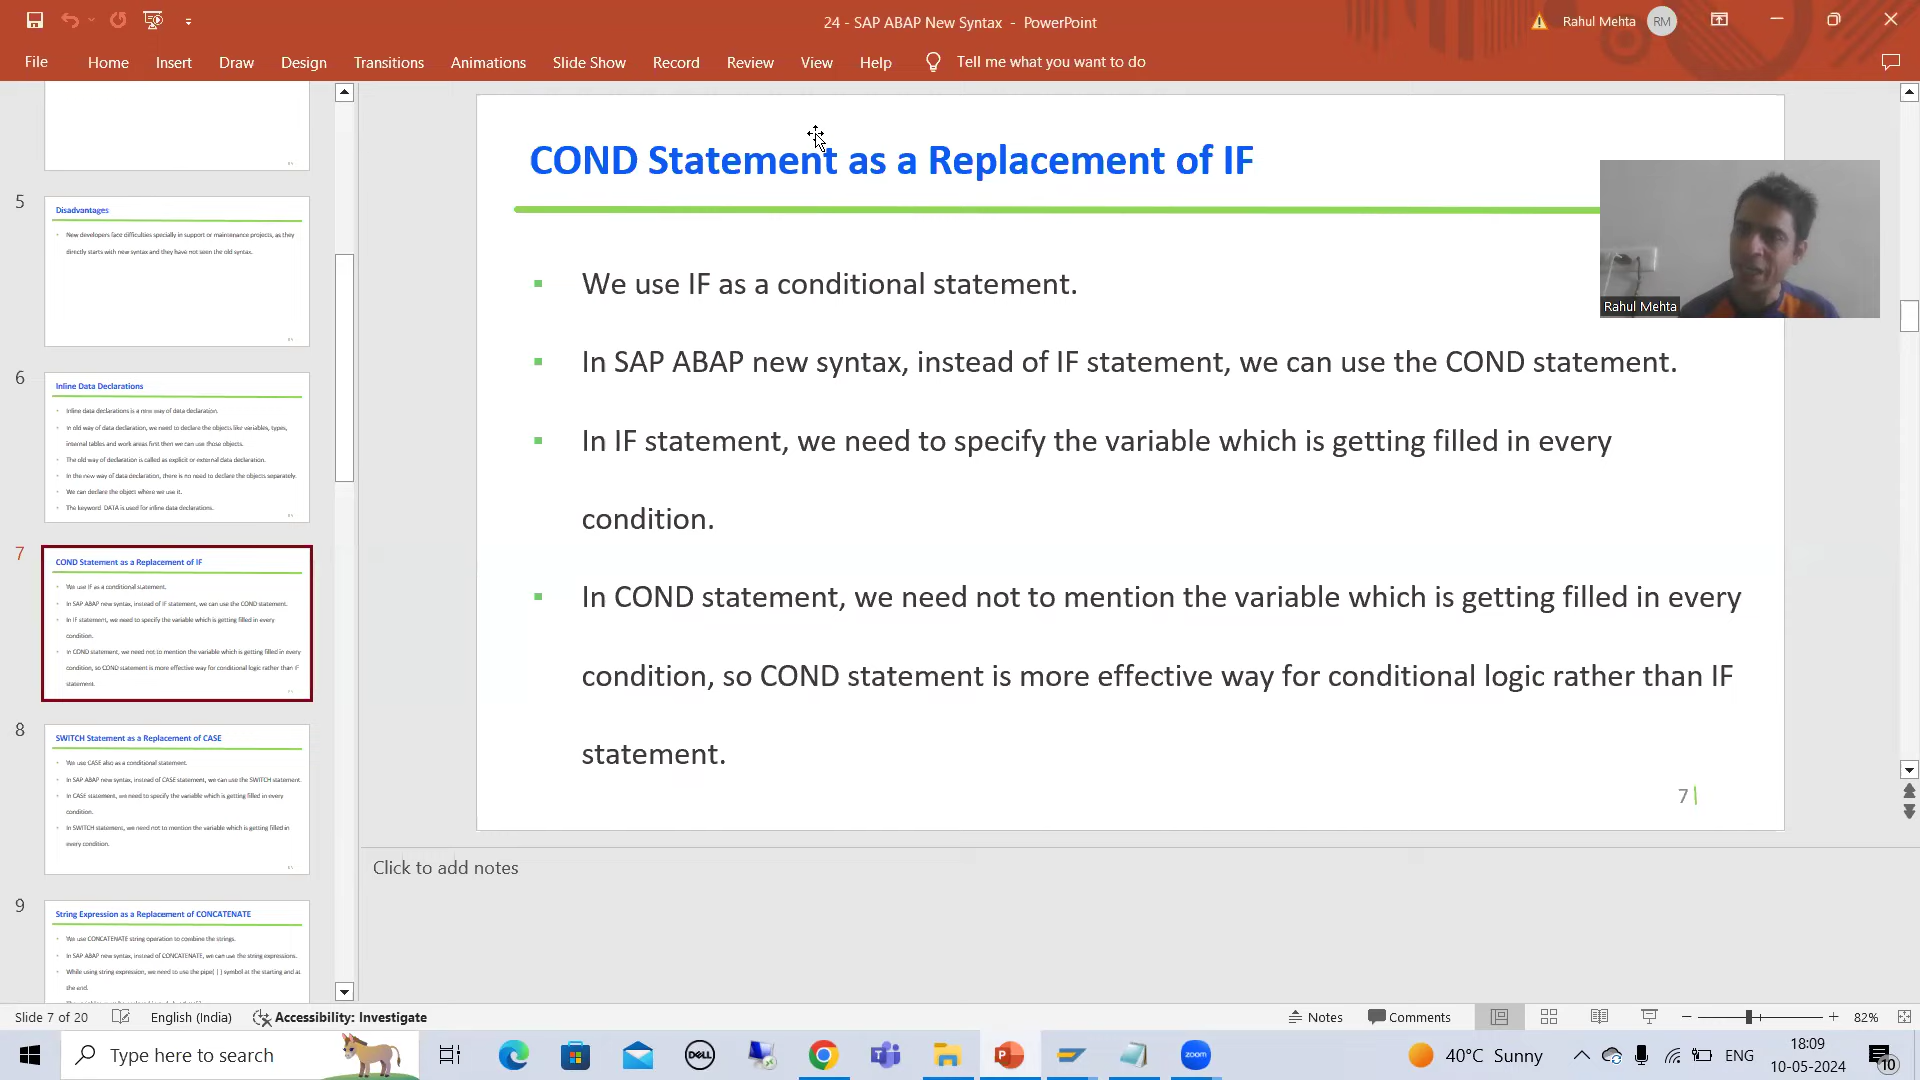 24 - SAP ABAP New Syntax - PowerPoint
Rahul Mehta
RM
File
Home
Insert
Draw
Design
Transitions
Animations
Slide Show
Record
Review
View
Help
Tell me what you want to do
5
Disadvantages
New developers face difficulties specially in support or maintenance projects, as they
directly starts with new syntax and they have not seen the old syntax.
6
Inline Data Declarations
Inline data declarations is a new way of data declaration.
In old way of data declaration, we need to declare the objects like variables, types,
internal tables and work areas first then we can use those objects.
The old way of declaration is called as explicit or external data declaration.
In the new way of data declaration, there is no need to declare the objects separately.
We can declare the object where we use it.
The keyword DATA is used for inline data declarations.
7
COND Statement as a Replacement of IF
We use IF as a conditional statement.
In SAP ABAP new syntax, instead of IF statement, we can use the COND statement.
In IF statement, we need to specify the variable which is getting filled in every
condition.
In COND statement, we need not to mention the variable which is getting filled in every
condition, so COND statement is more effective way for conditional logic rather than IF
statement.
8
SWITCH Statement as a Replacement of CASE
We use CASE also as a conditional statement.
In SAP ABAP new syntax, instead of CASE statement, we can use the SWITCH statement.
In CASE statement, we need to specify the variable which is getting filled in every
condition.
In SWITCH statement, we need not to mention the variable which is getting filled in
every condition.
9
String Expression as a Replacement of CONCATENATE
We use CONCATENATE string operation to combine the strings.
In SAP ABAP new syntax, instead of CONCATENATE, we can use the string expressions.
While using string expression, we need to use the pipe( | ) symbol at the starting and at
the end.
COND Statement as a Replacement of IF
We use IF as a conditional statement.
In SAP ABAP new syntax, instead of IF statement, we can use the COND statement.
In IF statement, we need to specify the variable which is getting filled in every
condition.
In COND statement, we need not to mention the variable which is getting filled in every
condition, so COND statement is more effective way for conditional logic rather than IF
statement.
7
Rahul Mehta
Click to add notes
Slide 7 of 20
English (India)
Accessibility: Investigate
Notes
Comments
82%
Type here to search
DELL
zoom
40°C Sunny
ENG
18:09
10-05-2024
10